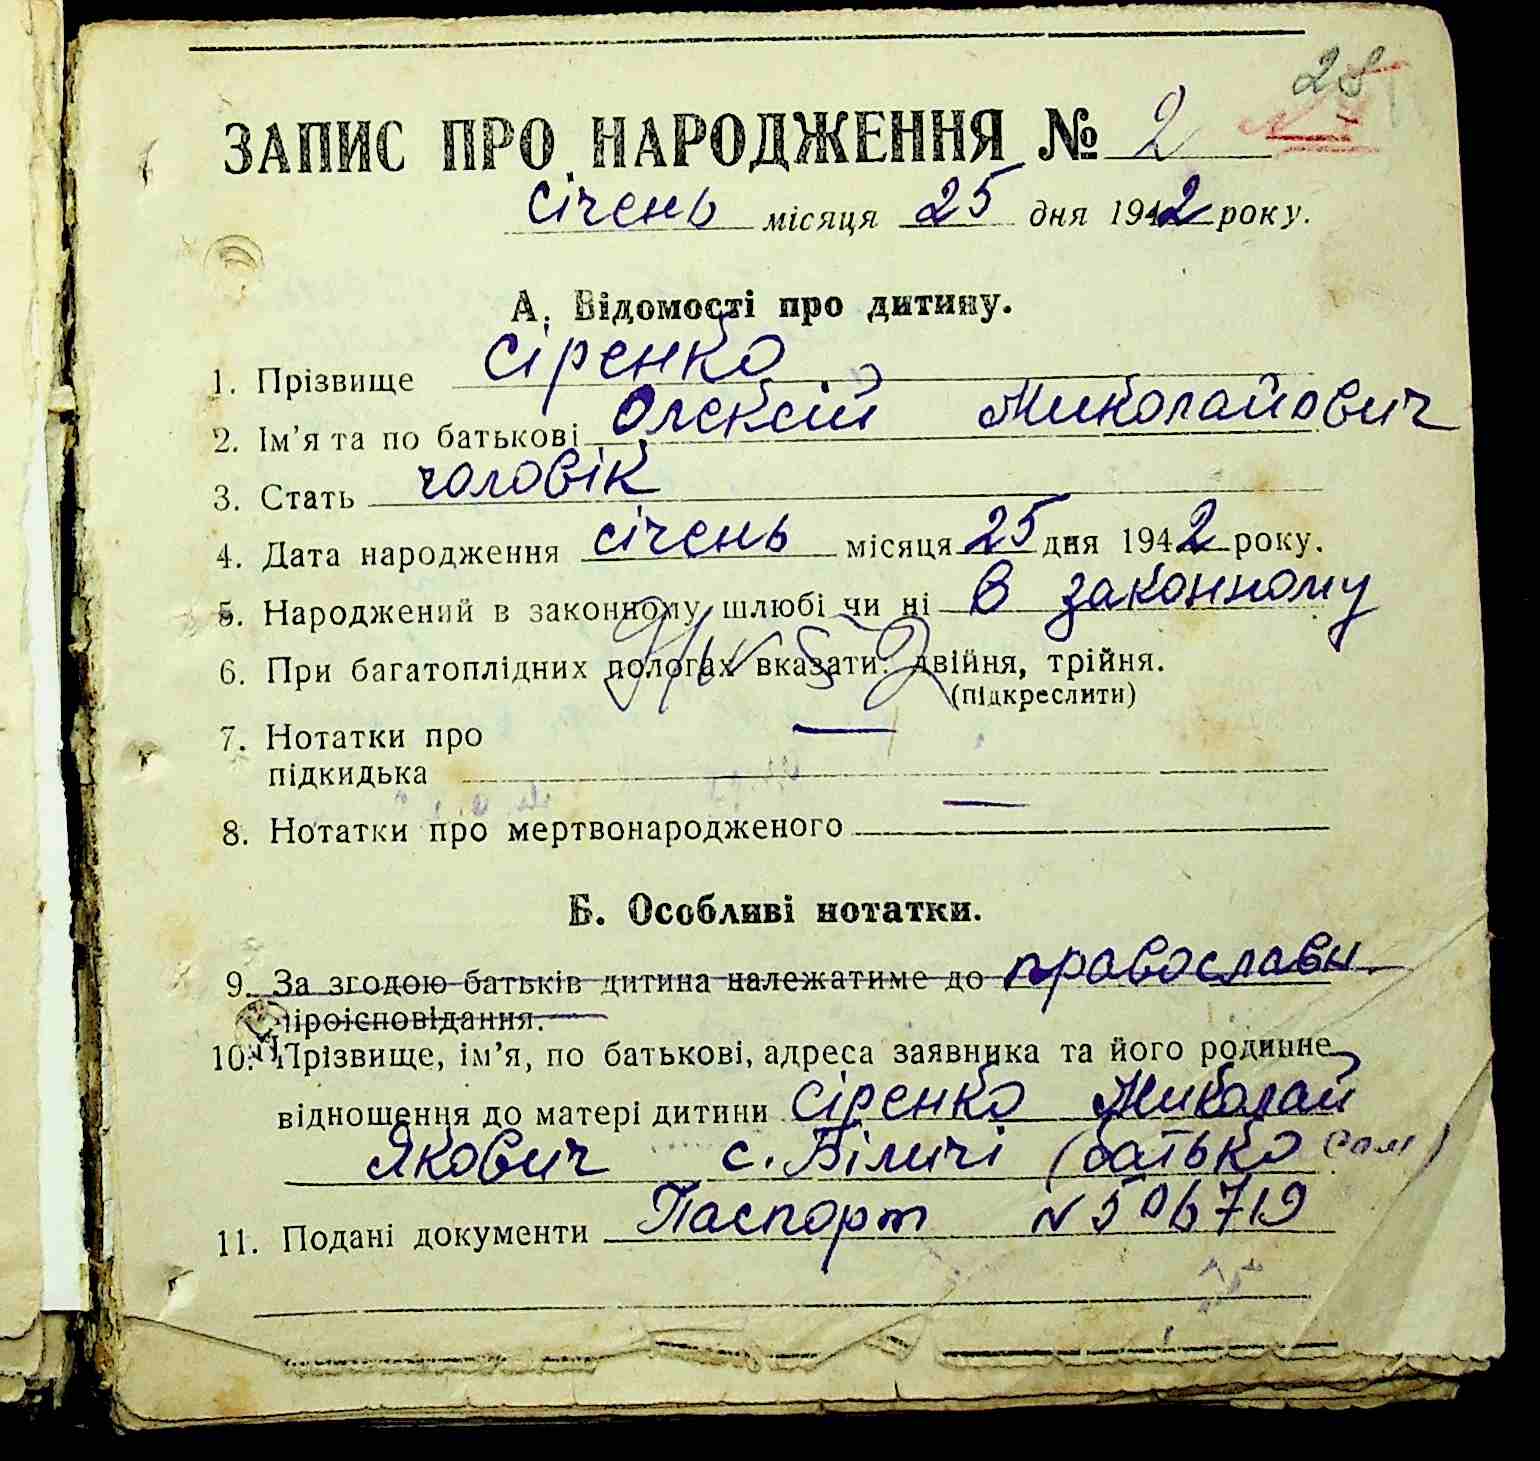 28
ЗАПИС ПРО НАРОДЖЕННЯ № 2
січень місяця 25 дня 1942 року.
А. Відомості про дитину.
1. Прізвище Сіренко
2. Ім'я та по батькові Олексій Миколайович
3. Стать чоловік
4. Дата народження січень місяця 25 дня 1942 року.
5. Народжений в законному шлюбі чи ні в законному
6. При багатоплідних пологах вказати: двійня, трійня.
(підкреслити)
7. Нотатки про —
підкидька
8. Нотатки про мертвонародженого —
Б. Особливі нотатки.
9. За згодою батьків дитина належатиме до православн.
віроісповідання.
10. Прізвище, ім'я, по батькові, адреса заявника та його родинне
відношення до матері дитини Сіренко Миколай
Якович с. Біличі (батько сам)
11. Подані документи Паспорт N 506719